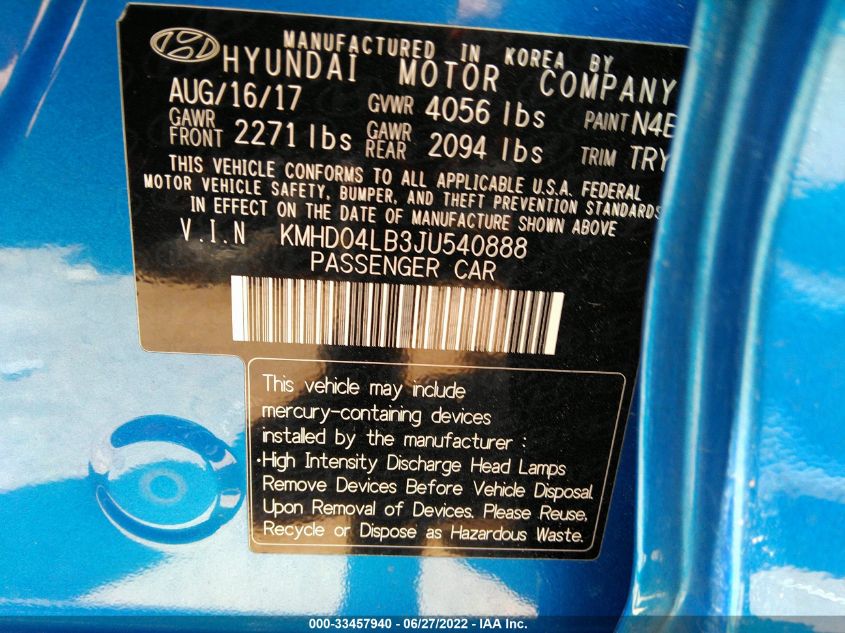 MANUFACTURED IN KOREA BY
HYUNDAI MOTOR COMPANY
AUG/16/17 GVWR 4056 lbs PAINT N4E
GAWR FRONT 2271 lbs GAWR REAR 2094 lbs TRIM TRY
THIS VEHICLE CONFORMS TO ALL APPLICABLE U.S.A. FEDERAL
MOTOR VEHICLE SAFETY, BUMPER, AND THEFT PREVENTION STANDARDS
IN EFFECT ON THE DATE OF MANUFACTURE SHOWN ABOVE
V.I.N KMHD04LB3JU540888
PASSENGER CAR
This vehicle may include
mercury-containing devices
installed by the manufacturer :
·High Intensity Discharge Head Lamps
Remove Devices Before Vehicle Disposal.
Upon Removal of Devices. Please Reuse,
Recycle or Dispose as Hazardous Waste.
000-33457940 - 06/27/2022 - IAA Inc.